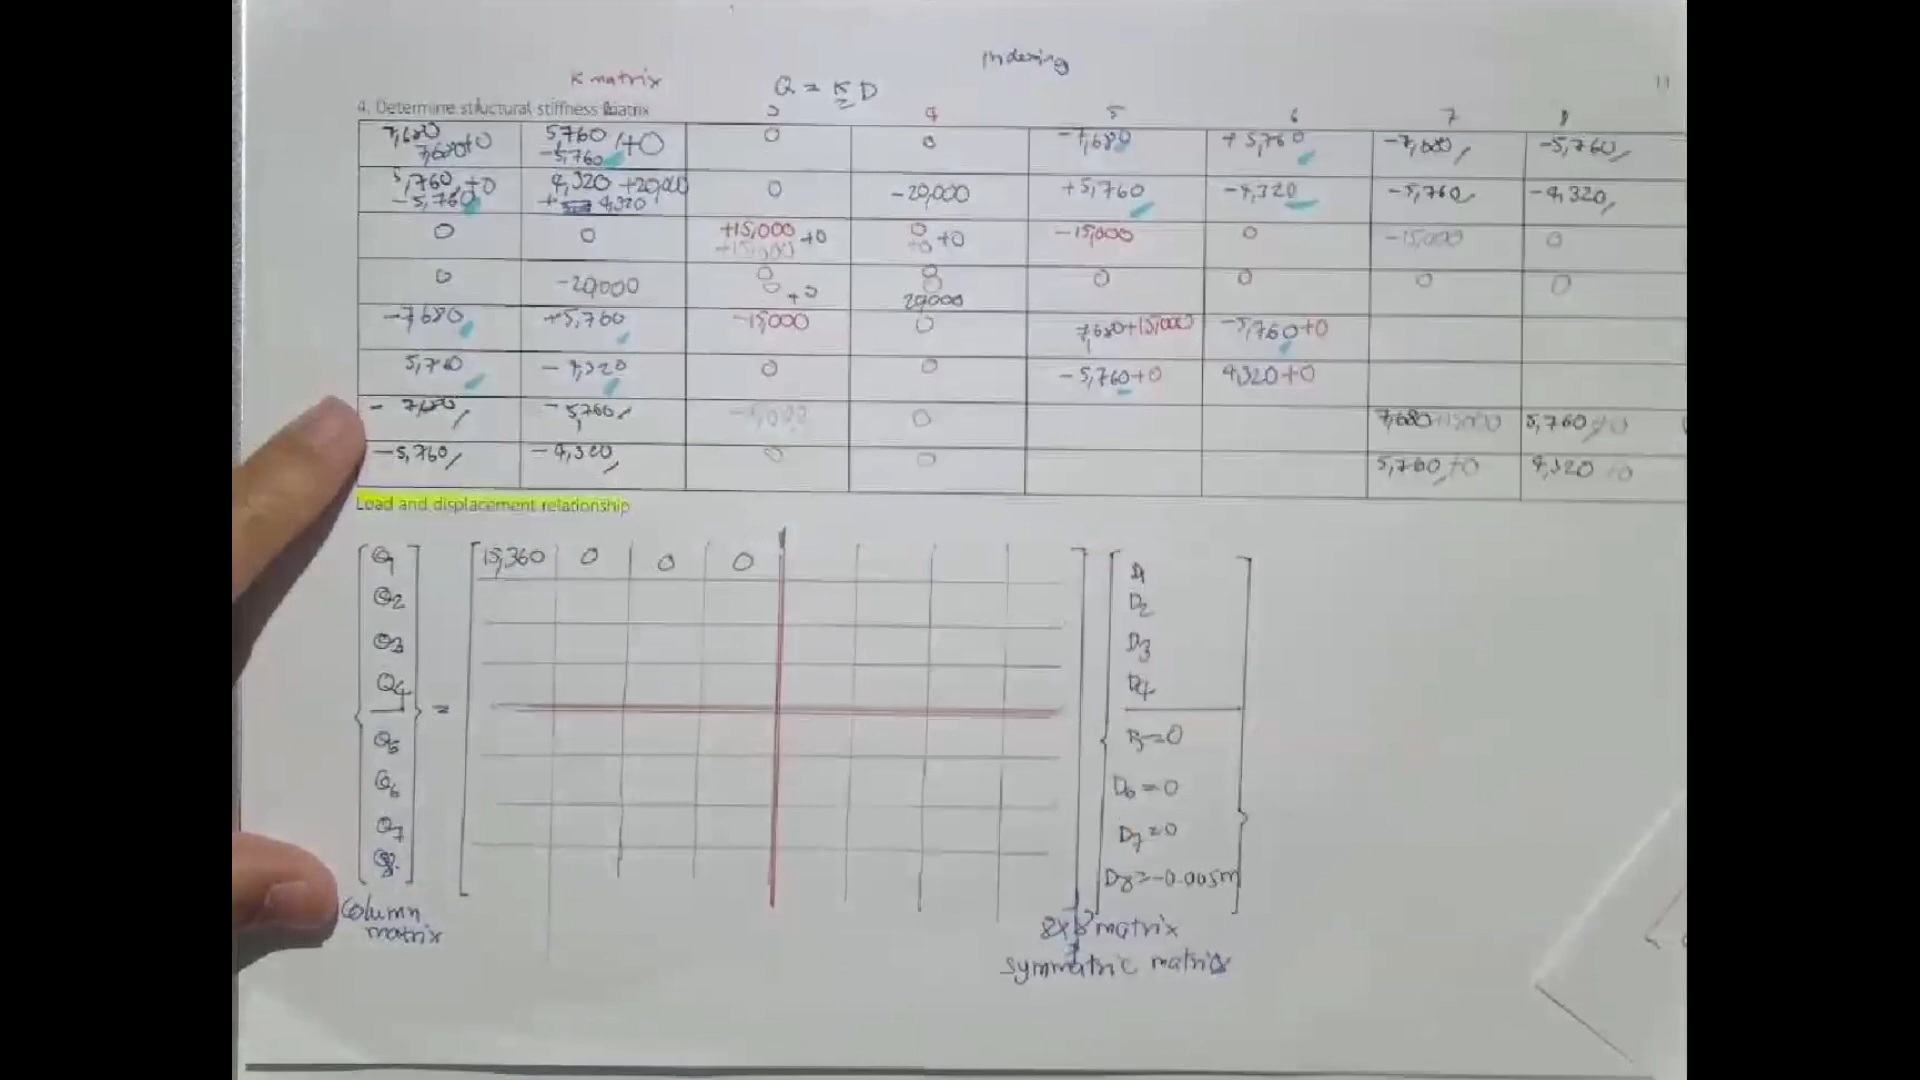 Indexing
K matrix
Q = K D
11
4. Determine structural stiffness matrix
3 4 5 6 7 8
7,680 5,760 +0 0 0 -7,680 +5,760 -7,680 -5,760
7,680+0 -5,760
5,760+0 4,320+20,000 0 -20,000 +5,760 -4,320 -5,760 -4,320
-5,760 + 4,320
0 0 +15,000 +0 0 +0 -15,000 0 -15,000 0
+15,000 +0
0 -20,000 0 0 0 0 0 0
0 +0 0
20,000
-7,680 +5,760 -15,000 0 7,680+15,000 -5,760+0
5,760 -4,320 0 0 -5,760+0 4,320+0
-7,680 -5,760 0 7,680+15000 5,760+0
-5,760 -4,320 0 0 5,760+0 4,320+0
Load and displacement relationship
Q1 15,360 0 0 0 D1
Q2 D2
Q3 D3
Q4 D4
=
Q5 D5=0
Q6 D6=0
Q7 D7=0
Q8 D8=-0.005m
column
matrix
8x8 matrix
symmatric matrix